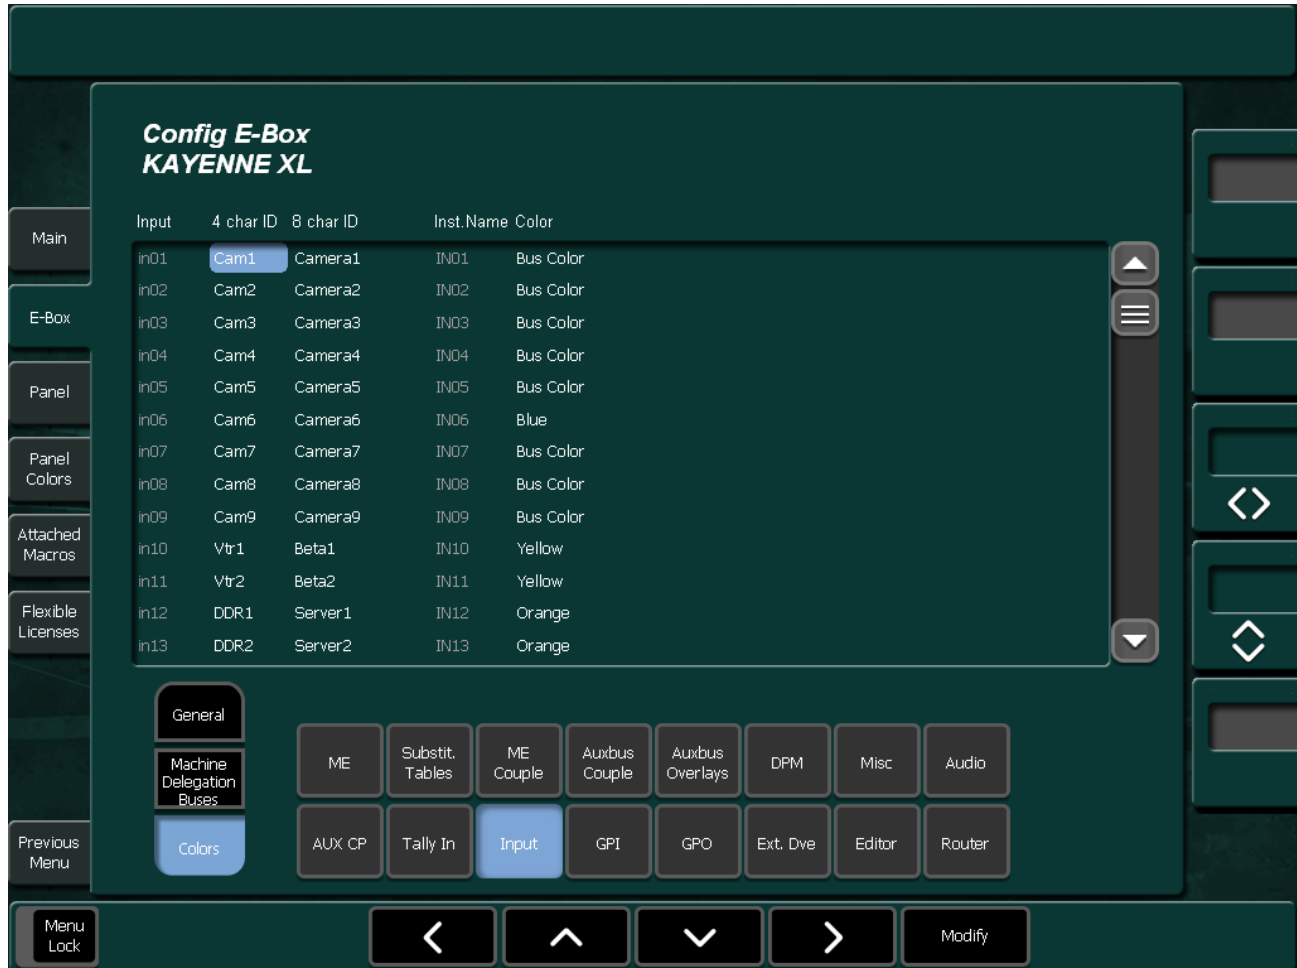 Config E-Box
KAYENNE XL
Input 4 char ID 8 char ID Inst.Name Color
in01 Cam1 Camera1 IN01 Bus Color
in02 Cam2 Camera2 IN02 Bus Color
in03 Cam3 Camera3 IN03 Bus Color
in04 Cam4 Camera4 IN04 Bus Color
in05 Cam5 Camera5 IN05 Bus Color
in06 Cam6 Camera6 IN06 Blue
in07 Cam7 Camera7 IN07 Bus Color
in08 Cam8 Camera8 IN08 Bus Color
in09 Cam9 Camera9 IN09 Bus Color
in10 Vtr1 Beta1 IN10 Yellow
in11 Vtr2 Beta2 IN11 Yellow
in12 DDR1 Server1 IN12 Orange
in13 DDR2 Server2 IN13 Orange
Main
E-Box
Panel
Panel
Colors
Attached
Macros
Flexible
Licenses
Previous
Menu
General
Machine
Delegation
Buses
Colors
ME
Substit.
Tables
ME
Couple
Auxbus
Couple
Auxbus
Overlays
DPM
Misc
Audio
AUX CP
Tally In
Input
GPI
GPO
Ext. Dve
Editor
Router
Menu
Lock
Modify